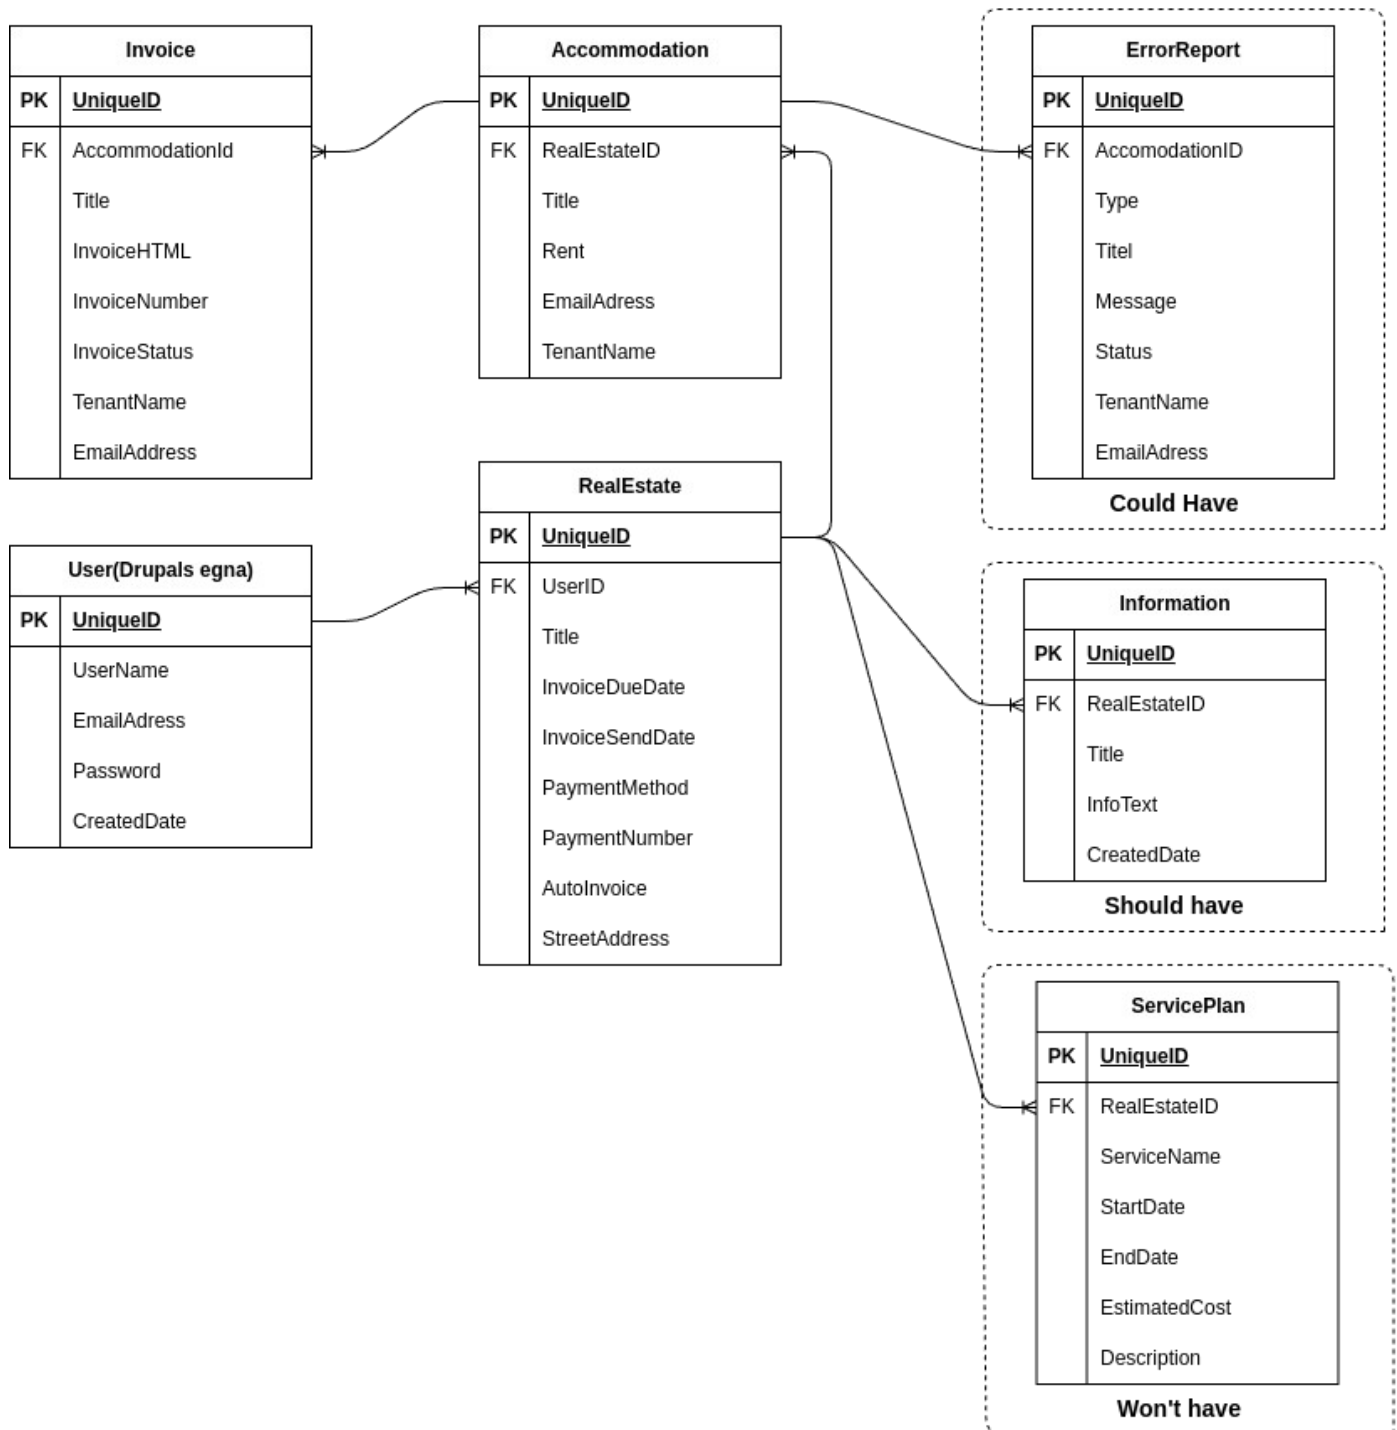 Invoice
PK UniqueID
FK AccommodationId
Title
InvoiceHTML
InvoiceNumber
InvoiceStatus
TenantName
EmailAddress
Accommodation
PK UniqueID
FK RealEstateID
Title
Rent
EmailAdress
TenantName
ErrorReport
PK UniqueID
FK AccomodationID
Type
Titel
Message
Status
TenantName
EmailAdress
Could Have
User(Drupals egna)
PK UniqueID
UserName
EmailAdress
Password
CreatedDate
RealEstate
PK UniqueID
FK UserID
Title
InvoiceDueDate
InvoiceSendDate
PaymentMethod
PaymentNumber
AutoInvoice
StreetAddress
Information
PK UniqueID
FK RealEstateID
Title
InfoText
CreatedDate
Should have
ServicePlan
PK UniqueID
FK RealEstateID
ServiceName
StartDate
EndDate
EstimatedCost
Description
Won't have